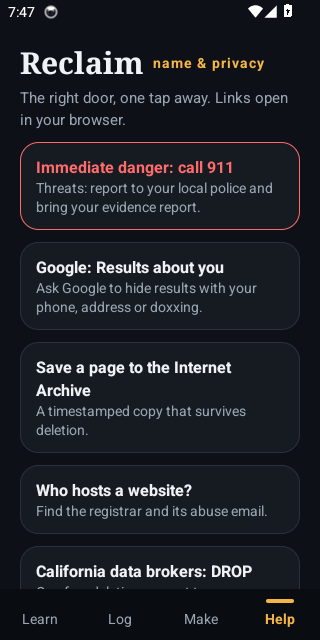 7:47
Reclaim name & privacy
The right door, one tap away. Links open
in your browser.
Immediate danger: call 911
Threats: report to your local police and
bring your evidence report.
Google: Results about you
Ask Google to hide results with your
phone, address or doxxing.
Save a page to the Internet
Archive
A timestamped copy that survives
deletion.
Who hosts a website?
Find the registrar and its abuse email.
California data brokers: DROP
Learn Log Make Help